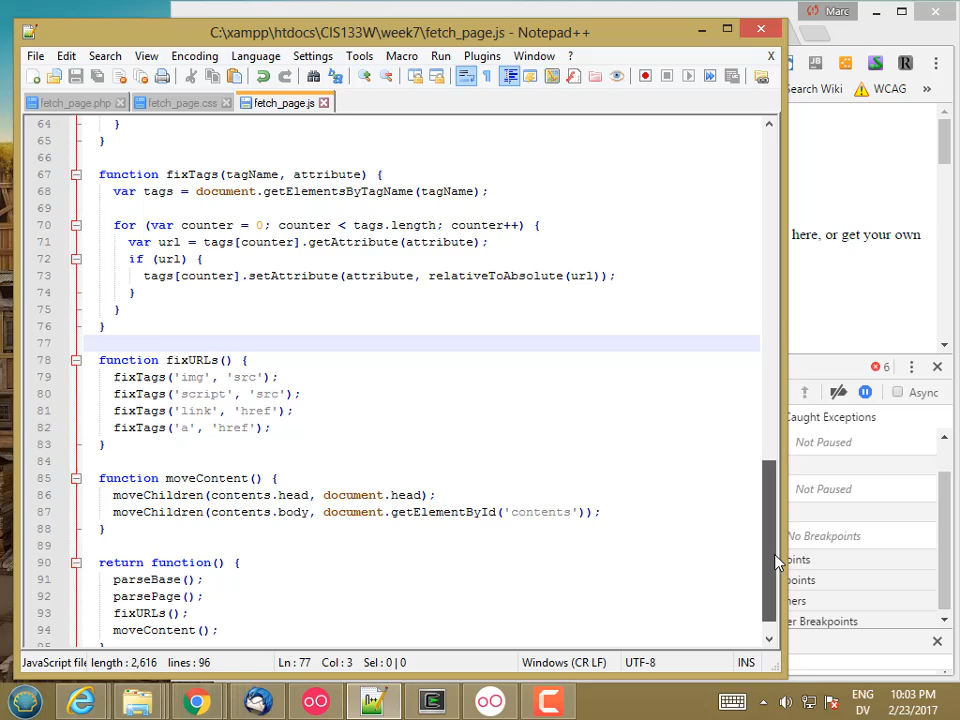 Marc
C:\xampp\htdocs\CIS133W\week7\fetch_page.js - Notepad++
File Edit Search View Encoding Language Settings Tools Macro Run Plugins Window ? X
earch Wiki WCAG »
fetch_page.php fetch_page.css fetch_page.js
64 }
65 }
66
67 function fixTags(tagName, attribute) {
68 var tags = document.getElementsByTagName(tagName);
69
70 for (var counter = 0; counter < tags.length; counter++) {
here, or get your own
71 var url = tags[counter].getAttribute(attribute);
72 if (url) {
73 tags[counter].setAttribute(attribute, relativeToAbsolute(url));
74 }
75 }
76 }
77
78 function fixURLs() {
6
79 fixTags('img', 'src');
80 fixTags('script', 'src');
Async
81 fixTags('link', 'href');
Caught Exceptions
82 fixTags('a', 'href');
Not Paused
83 }
84
85 function moveContent() {
86 moveChildren(contents.head, document.head);
Not Paused
87 moveChildren(contents.body, document.getElementById('contents'));
88 }
No Breakpoints
89
90 return function() {
oints
91 parseBase();
points
92 parsePage();
ners
93 fixURLs();
er Breakpoints
94 moveContent();
JavaScript file length : 2,616 lines : 96 Ln : 77 Col : 3 Sel : 0 | 0 Windows (CR LF) UTF-8 INS
ENG
DV
10:03 PM
2/23/2017